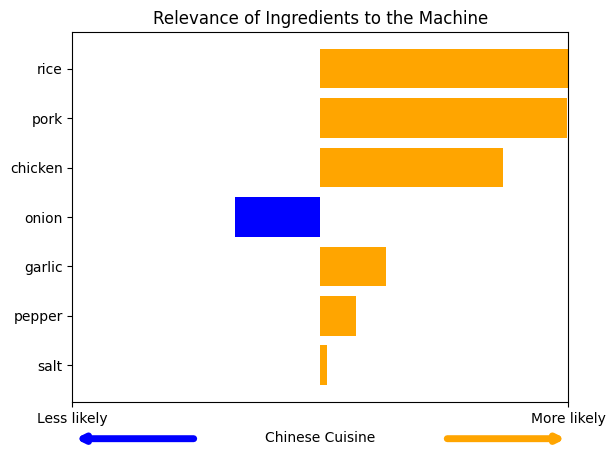 Relevance of Ingredients to the Machine
rice
pork
chicken
onion
garlic
pepper
salt
Less likely
More likely
Chinese Cuisine